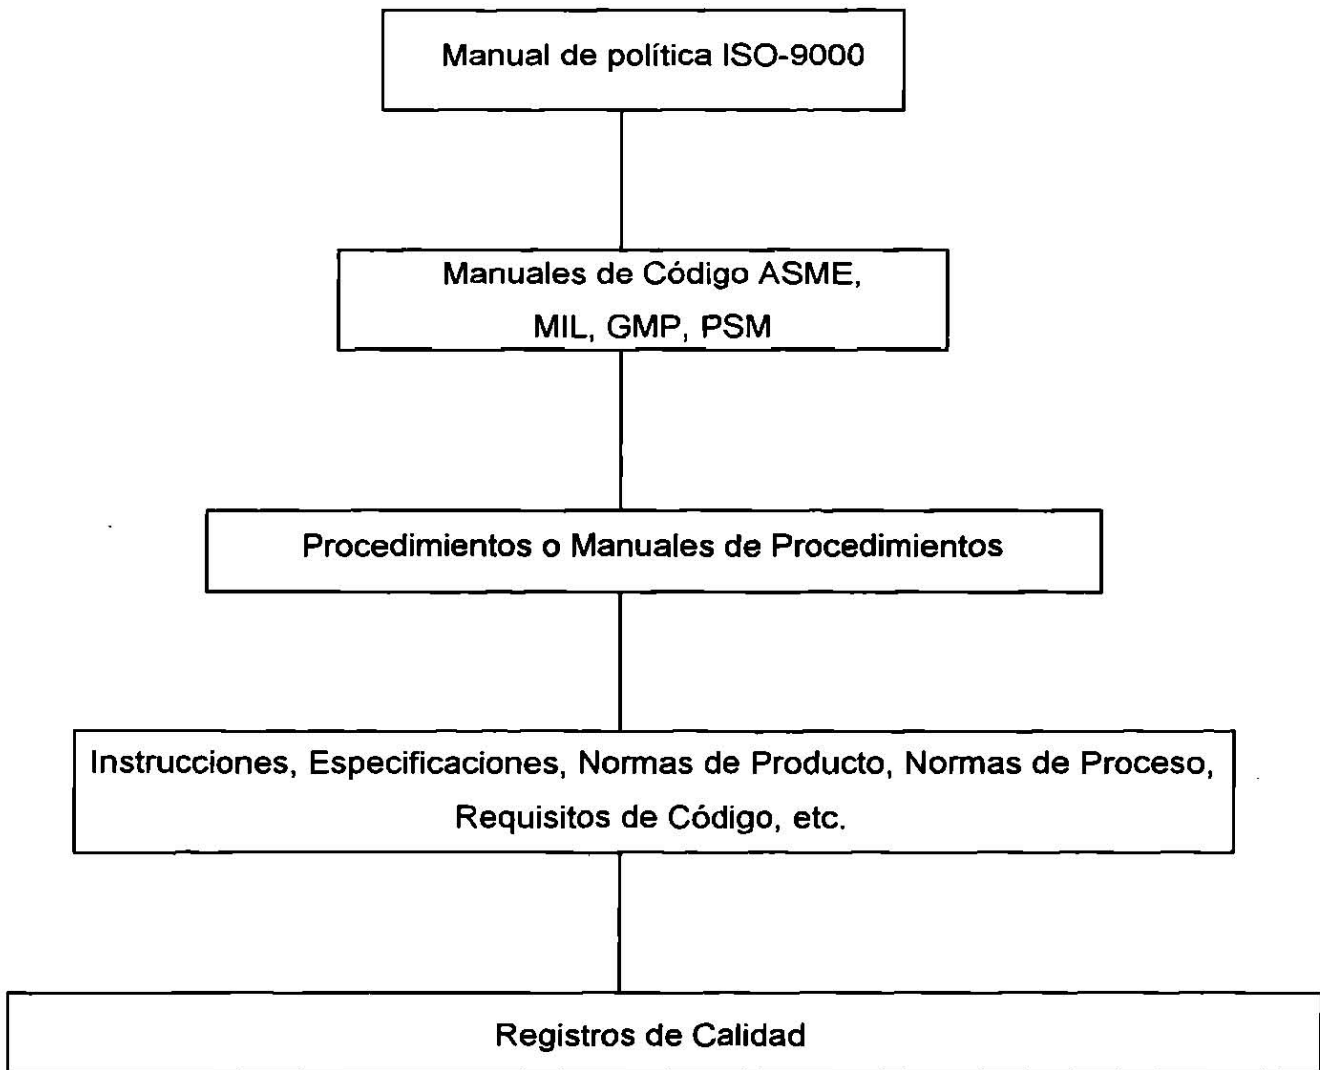 Manual de política ISO-9000
Manuales de Código ASME,
MIL, GMP, PSM
Procedimientos o Manuales de Procedimientos
Instrucciones, Especificaciones, Normas de Producto, Normas de Proceso,
Requisitos de Código, etc.
Registros de Calidad